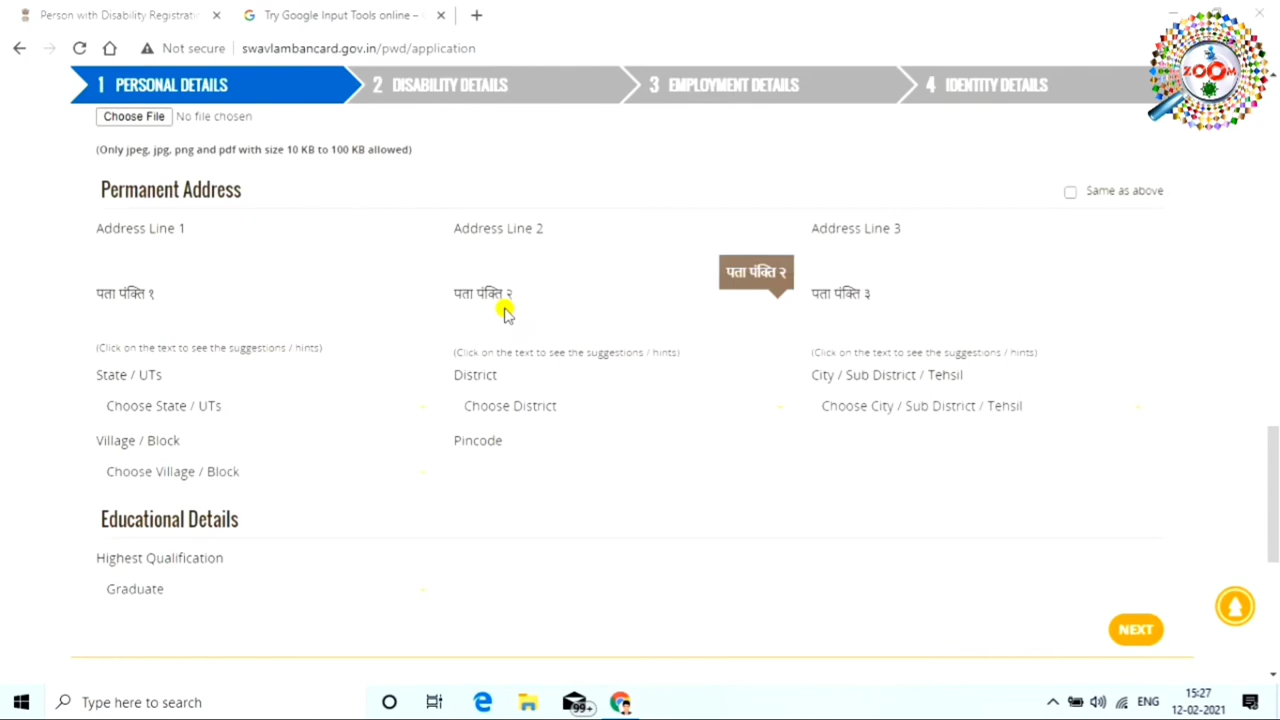 Person with Disability Registrati
Try Google Input Tools online –
Not secure
swavlambancard.gov.in/pwd/application
1 PERSONAL DETAILS
2 DISABILITY DETAILS
3 EMPLOYMENT DETAILS
4 IDENTITY DETAILS
ZOOM
Choose File No file chosen
(Only jpeg, jpg, png and pdf with size 10 KB to 100 KB allowed)
Permanent Address
Same as above
Address Line 1
Address Line 2
Address Line 3
पता पंक्ति २
पता पंक्ति १
पता पंक्ति २
पता पंक्ति ३
(Click on the text to see the suggestions / hints)
(Click on the text to see the suggestions / hints)
(Click on the text to see the suggestions / hints)
State / UTs
District
City / Sub District / Tehsil
Choose State / UTs
Choose District
Choose City / Sub District / Tehsil
Village / Block
Pincode
Choose Village / Block
Educational Details
Highest Qualification
Graduate
NEXT
Type here to search
99+
ENG
15:27
12-02-2021